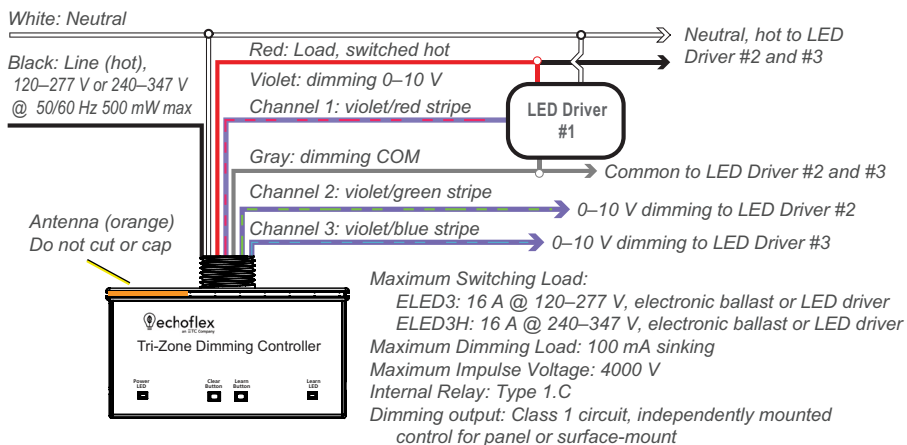 White: Neutral
Neutral, hot to LED
Driver #2 and #3
Red: Load, switched hot
Black: Line (hot),
120–277 V or 240–347 V
@ 50/60 Hz 500 mW max
Violet: dimming 0–10 V
Channel 1: violet/red stripe
LED Driver
#1
Gray: dimming COM
Common to LED Driver #2 and #3
Channel 2: violet/green stripe
0–10 V dimming to LED Driver #2
Antenna (orange)
Do not cut or cap
Channel 3: violet/blue stripe
0–10 V dimming to LED Driver #3
echoflex
an ETC Company
Tri-Zone Dimming Controller
Power
LED
Clear
Button
Learn
Button
Learn
LED
Maximum Switching Load:
ELED3: 16 A @ 120–277 V, electronic ballast or LED driver
ELED3H: 16 A @ 240–347 V, electronic ballast or LED driver
Maximum Dimming Load: 100 mA sinking
Maximum Impulse Voltage: 4000 V
Internal Relay: Type 1.C
Dimming output: Class 1 circuit, independently mounted
control for panel or surface-mount